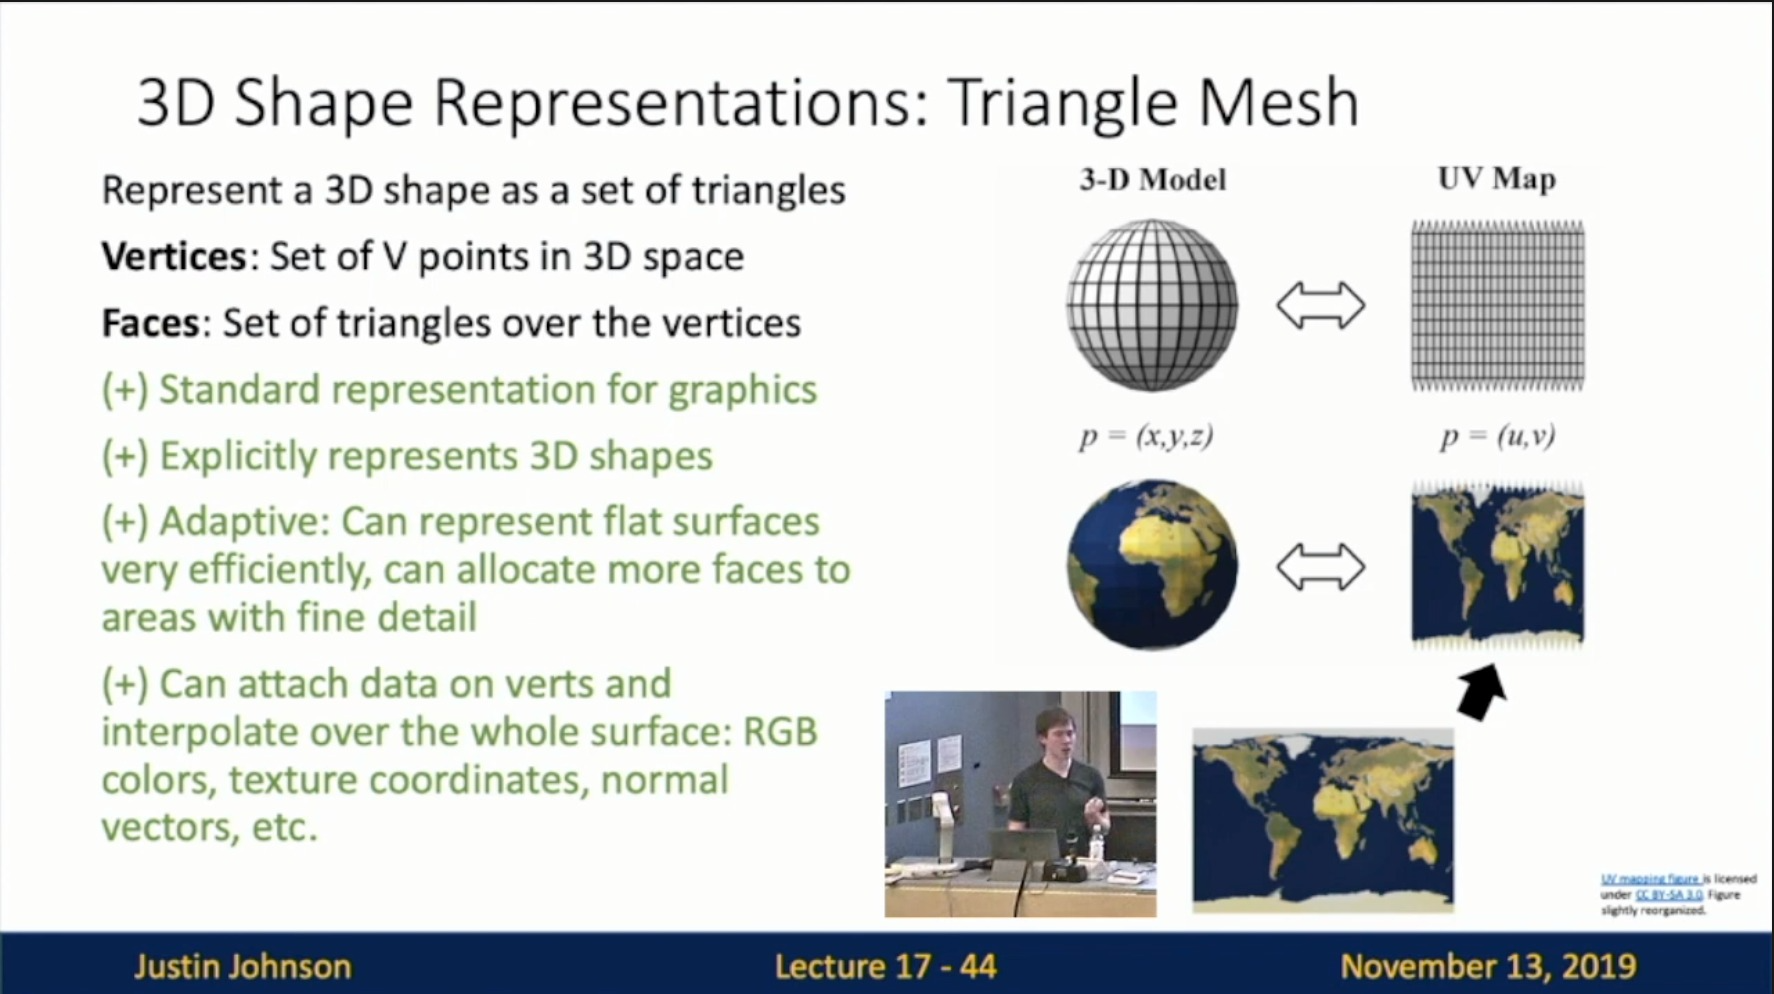 3D Shape Representations: Triangle Mesh
Represent a 3D shape as a set of triangles
Vertices: Set of V points in 3D space
Faces: Set of triangles over the vertices
(+) Standard representation for graphics
(+) Explicitly represents 3D shapes
(+) Adaptive: Can represent flat surfaces
very efficiently, can allocate more faces to
areas with fine detail
(+) Can attach data on verts and
interpolate over the whole surface: RGB
colors, texture coordinates, normal
vectors, etc.
3-D Model
UV Map
p = (x,y,z)
p = (u,v)
UV mapping figure is licensed
under CC BY-SA 3.0. Figure
slightly reorganized.
Justin Johnson
Lecture 17 - 44
November 13, 2019